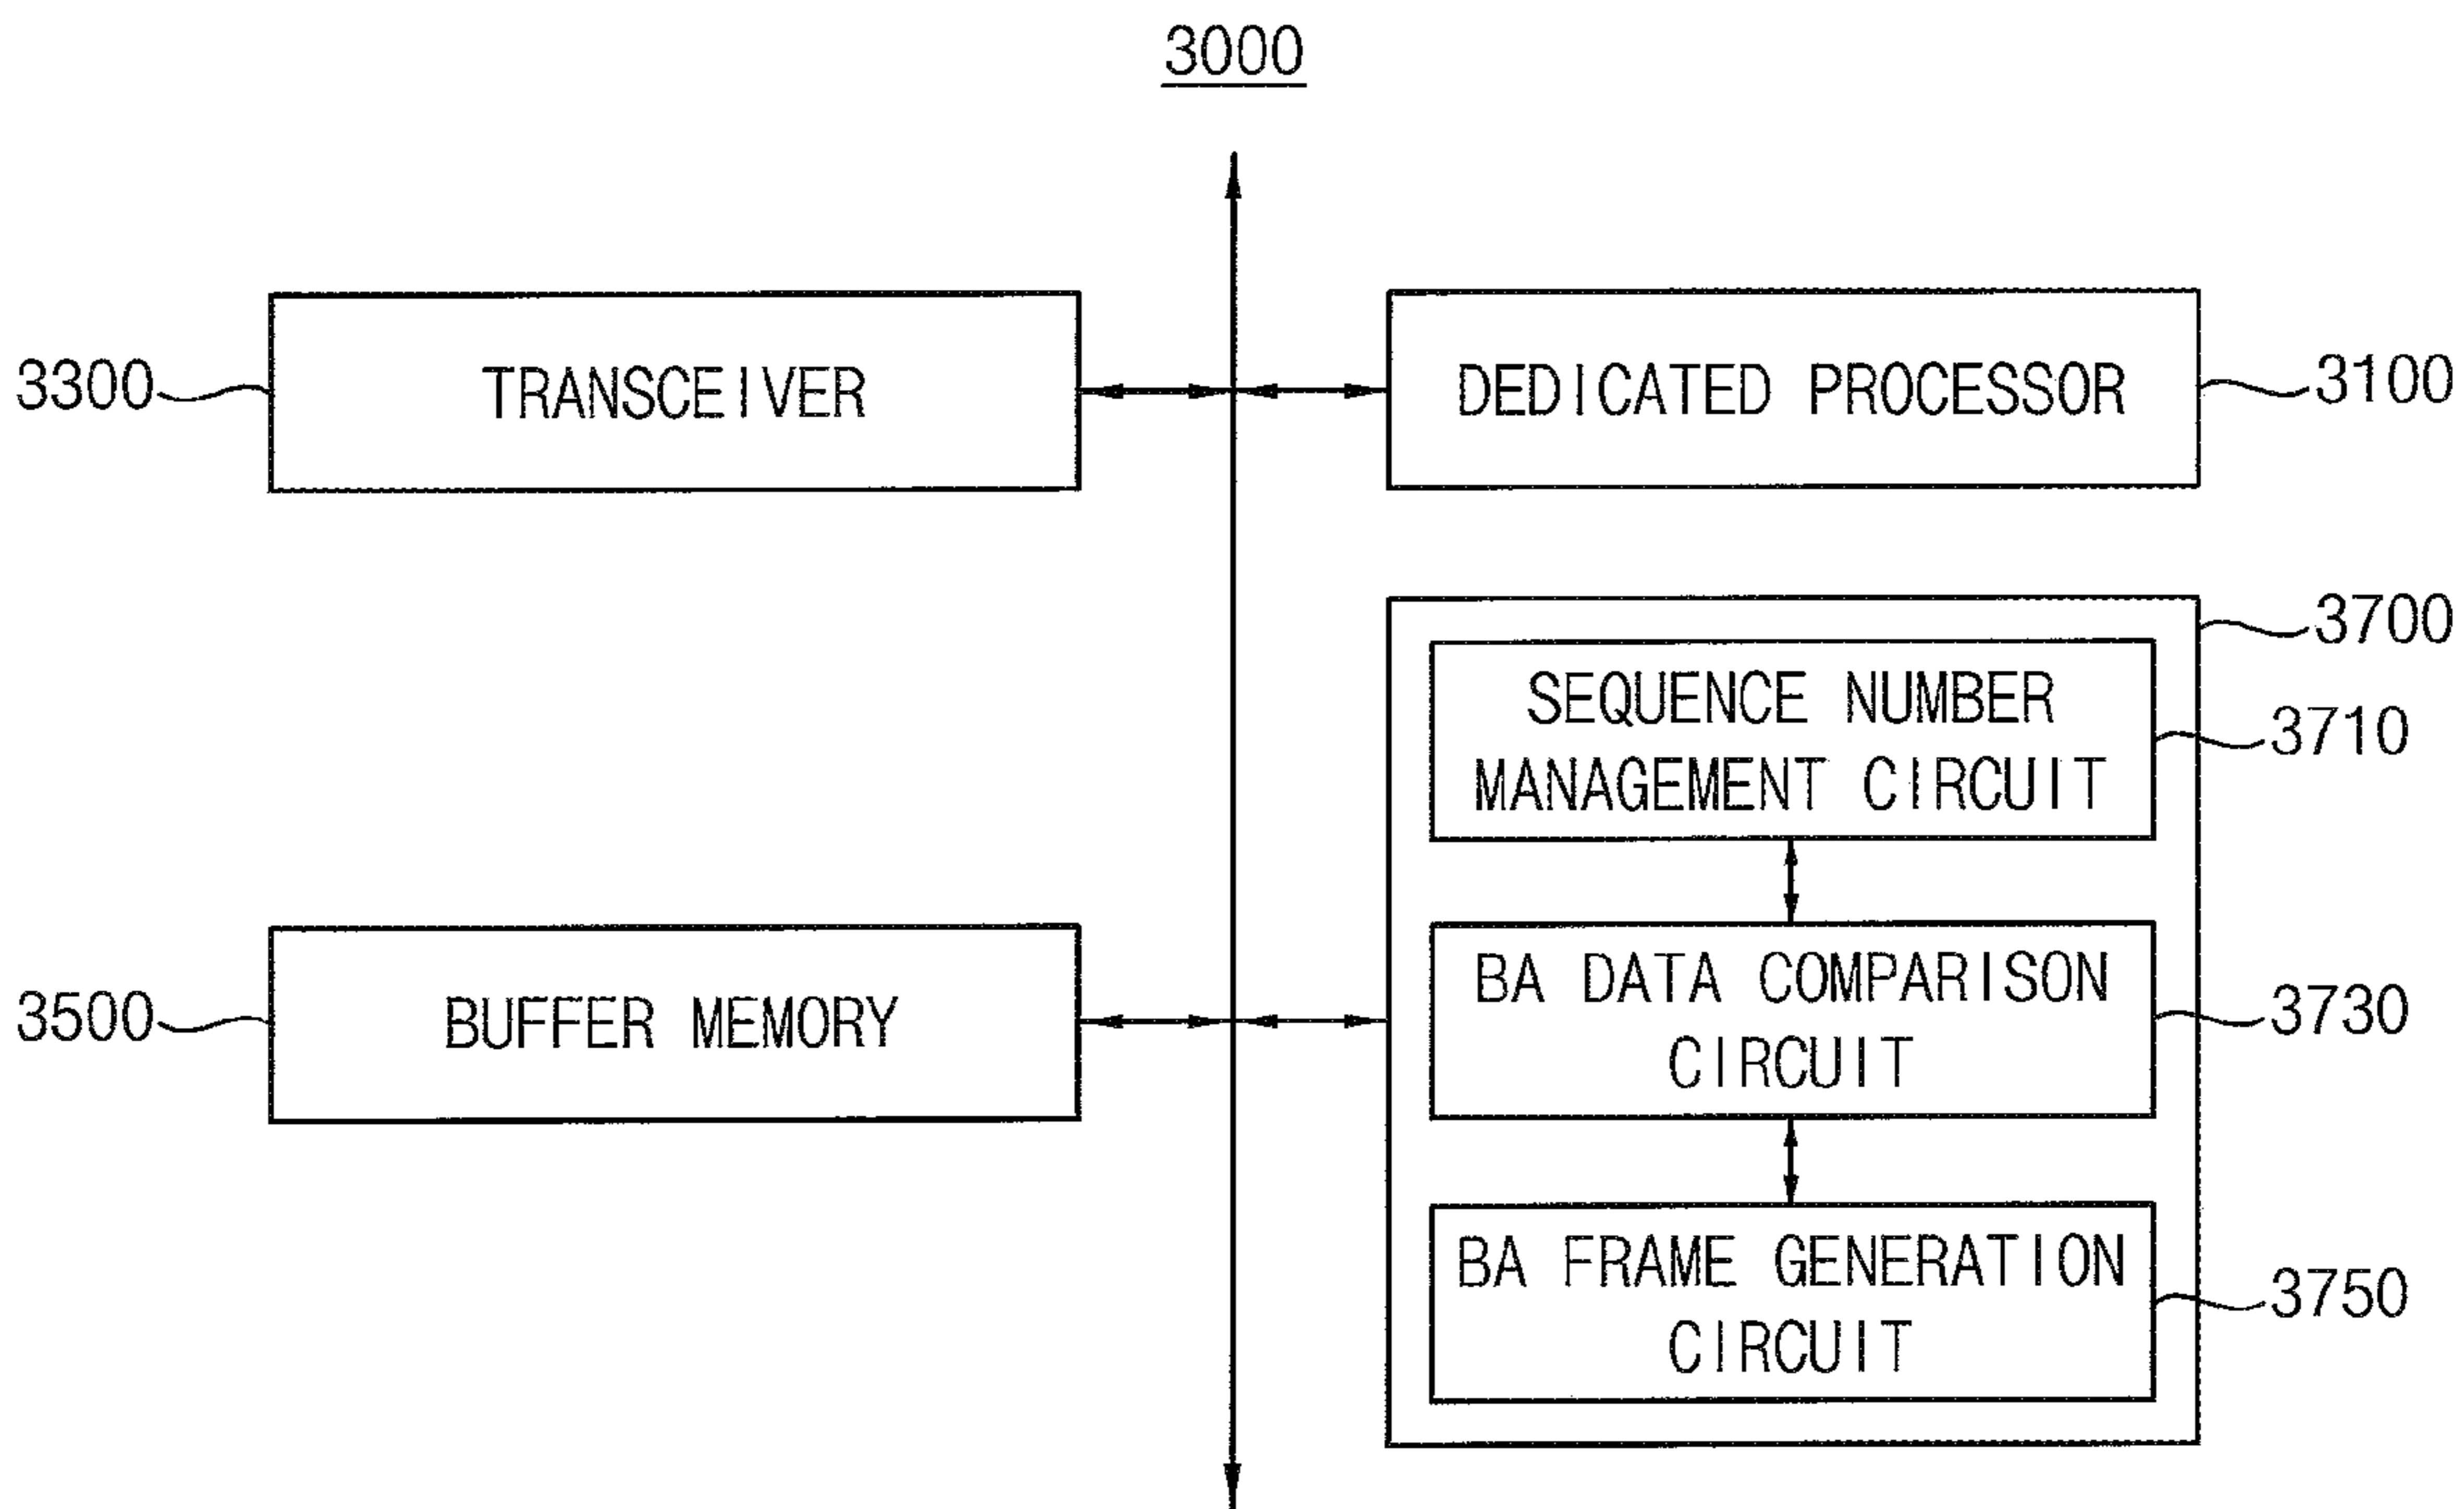 3000
3300
TRANSCEIVER
DEDICATED PROCESSOR
3100
3700
SEQUENCE NUMBER
MANAGEMENT CIRCUIT
3710
3500
BUFFER MEMORY
BA DATA COMPARISON
CIRCUIT
3730
BA FRAME GENERATION
CIRCUIT
3750